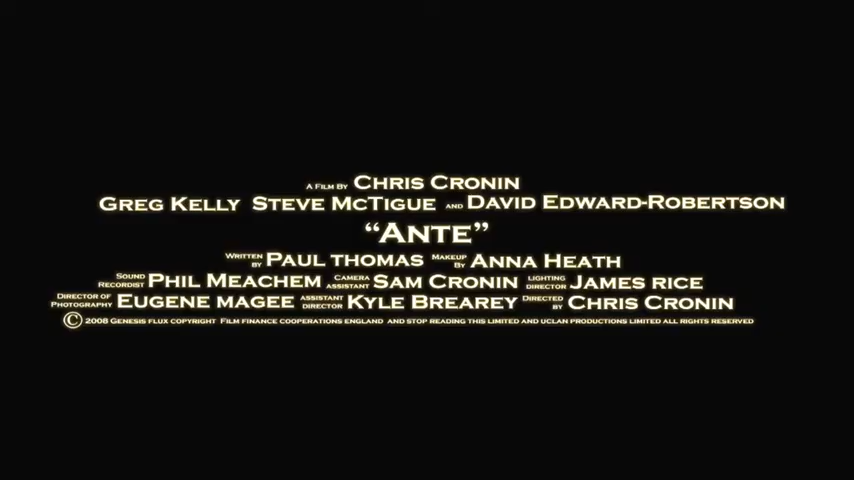 A FILM BY CHRIS CRONIN
GREG KELLY STEVE MCTIGUE AND DAVID EDWARD-ROBERTSON
“ANTE”
WRITTEN BY PAUL THOMAS MAKEUP BY ANNA HEATH
SOUND RECORDIST PHIL MEACHEM CAMERA ASSISTANT SAM CRONIN LIGHTING DIRECTOR JAMES RICE
DIRECTOR OF PHOTOGRAPHY EUGENE MAGEE ASSISTANT DIRECTOR KYLE BREAREY DIRECTED BY CHRIS CRONIN
© 2008 GENESIS FLUX COPYRIGHT FILM FINANCE COOPERATIONS ENGLAND AND STOP READING THIS LIMITED AND UCLAN PRODUCTIONS LIMITED ALL RIGHTS RESERVED